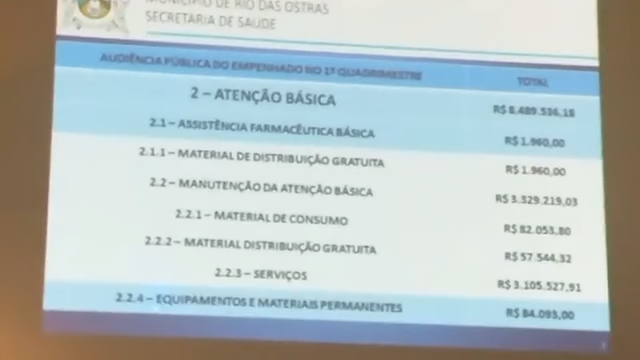 MUNICÍPIO DE RIO DAS OSTRAS
SECRETARIA DE SAÚDE
AUDIÊNCIA PÚBLICA DO EMPENHADO NO 1º QUADRIMESTRE TOTAL
2 – ATENÇÃO BÁSICA R$ 8.489.536,18
2.1 – ASSISTÊNCIA FARMACÊUTICA BÁSICA R$ 1.960,00
2.1.1 – MATERIAL DE DISTRIBUIÇÃO GRATUITA R$ 1.960,00
2.2 – MANUTENÇÃO DA ATENÇÃO BÁSICA R$ 3.329.219,03
2.2.1 – MATERIAL DE CONSUMO R$ 82.053,80
2.2.2 – MATERIAL DISTRIBUIÇÃO GRATUITA R$ 57.544,32
2.2.3 – SERVIÇOS R$ 3.105.527,91
2.2.4 – EQUIPAMENTOS E MATERIAIS PERMANENTES R$ 84.093,00